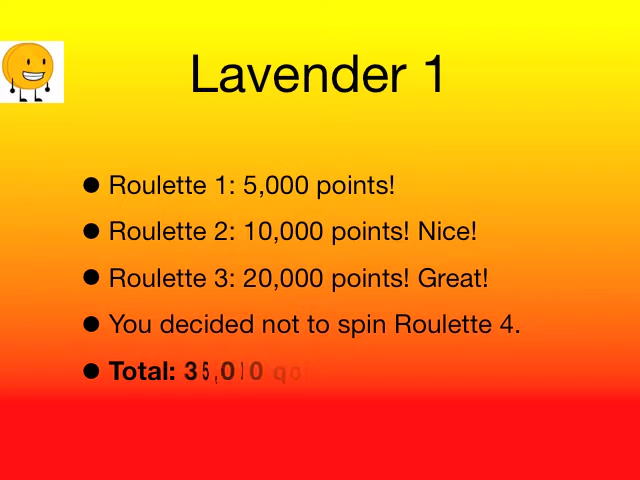 Lavender 1
• Roulette 1: 5,000 points!
• Roulette 2: 10,000 points! Nice!
• Roulette 3: 20,000 points! Great!
• You decided not to spin Roulette 4.
• Total: